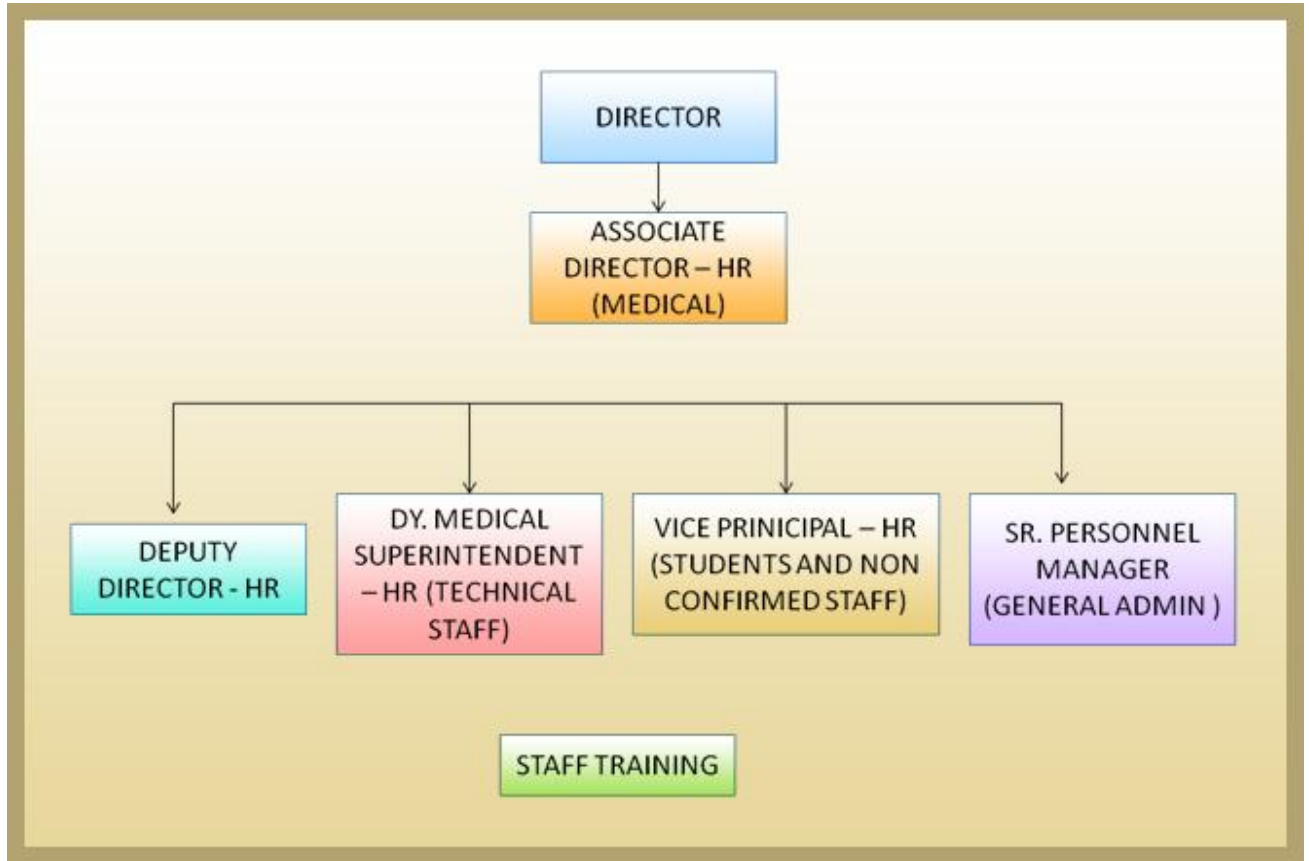 DIRECTOR
ASSOCIATE
DIRECTOR – HR
(MEDICAL)
DEPUTY
DIRECTOR - HR
DY. MEDICAL
SUPERINTENDENT
– HR (TECHNICAL
STAFF)
VICE PRINICIPAL – HR
(STUDENTS AND NON
CONFIRMED STAFF)
SR. PERSONNEL
MANAGER
(GENERAL ADMIN )
STAFF TRAINING